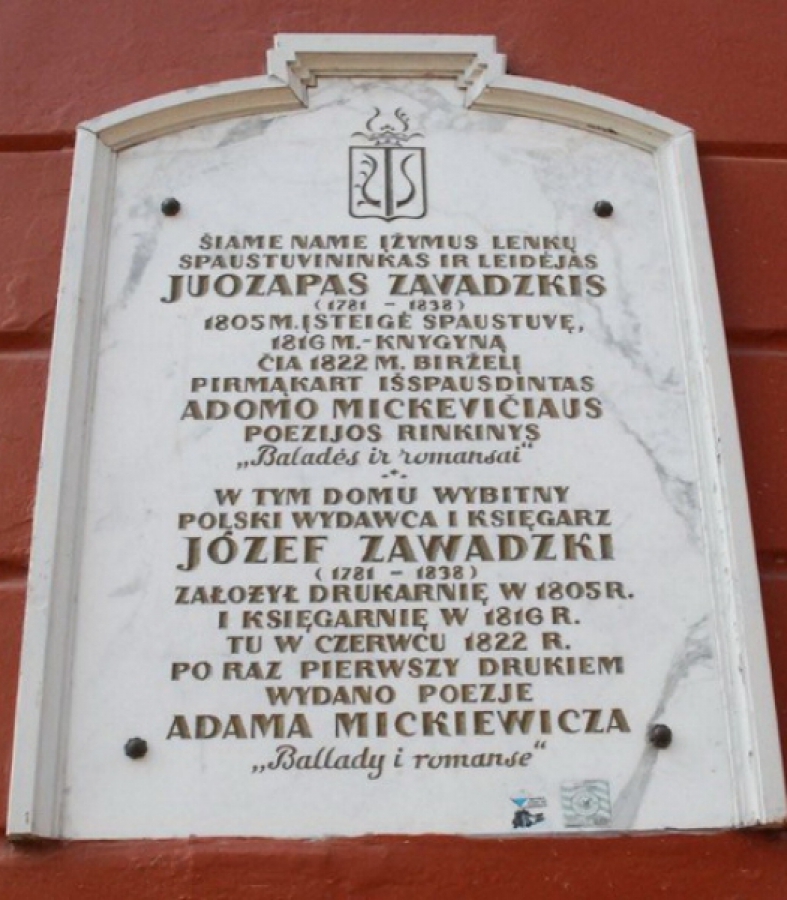 ŠIAME NAME ĮŽYMUS LENKŲ
SPAUSTUVININKAS IR LEIDĖJAS
JUOZAPAS ZAVADZKIS
(1781 – 1838)
1805 M. ĮSTEIGĖ SPAUSTUVĘ,
1816 M.-KNYGYNĄ
ČIA 1822 M. BIRŽELĮ
PIRMĄKART IŠSPAUSDINTAS
ADOMO MICKEVIČIAUS
POEZIJOS RINKINYS
„Baladės ir romansai“
W TYM DOMU WYBITNY
POLSKI WYDAWCA I KSIĘGARZ
JÓZEF ZAWADZKI
(1781 – 1838)
ZAŁOŻYŁ DRUKARNIĘ W 1805 R.
I KSIĘGARNIĘ W 1816 R.
TU W CZERWCU 1822 R.
PO RAZ PIERWSZY DRUKIEM
WYDANO POEZJE
ADAMA MICKIEWICZA
„Ballady i romanse“